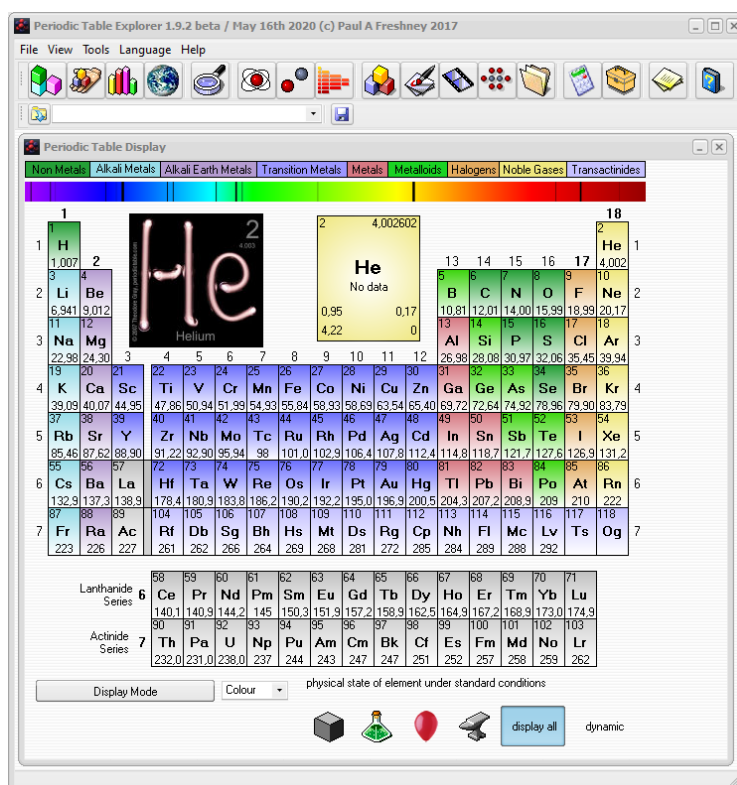 Periodic Table Explorer 1.9.2 beta / May 16th 2020 (c) Paul A Freshney 2017
File View Tools Language Help
Periodic Table Display
Non Metals Alkali Metals Alkali Earth Metals Transition Metals Metals Metalloids Halogens Noble Gases Transactinides
1 18
1 2 2 4,002602 2
1 H He He He 1
1,007 2 4.003 No data 13 14 15 16 17 4,002
3 4 0,95 0,17 5 6 7 8 9 10
2 Li Be 4,22 0 B C N O F Ne 2
6,941 9,012 Helium 10,81 12,01 14,00 15,99 18,99 20,17
©2007 Theodore Gray, periodictable.com
11 12 13 14 15 16 17 18
3 Na Mg Al Si P S Cl Ar 3
22,98 24,30 3 4 5 6 7 8 9 10 11 12 26,98 28,08 30,97 32,06 35,45 39,94
19 20 21 22 23 24 25 26 27 28 29 30 31 32 33 34 35 36
4 K Ca Sc Ti V Cr Mn Fe Co Ni Cu Zn Ga Ge As Se Br Kr 4
39,09 40,07 44,95 47,86 50,94 51,99 54,93 55,84 58,93 58,69 63,54 65,40 69,72 72,64 74,92 78,96 79,90 83,79
37 38 39 40 41 42 43 44 45 46 47 48 49 50 51 52 53 54
5 Rb Sr Y Zr Nb Mo Tc Ru Rh Pd Ag Cd In Sn Sb Te I Xe 5
85,46 87,62 88,90 91,22 92,90 95,94 98 101,0 102,9 106,4 107,8 112,4 114,8 118,7 121,7 127,6 126,9 131,2
55 56 57 72 73 74 75 76 77 78 79 80 81 82 83 84 85 86
6 Cs Ba La Hf Ta W Re Os Ir Pt Au Hg Tl Pb Bi Po At Rn 6
132,9 137,3 138,9 178,4 180,9 183,8 186,2 190,2 192,2 195,0 196,9 200,5 204,3 207,2 208,9 209 210 222
87 88 89 104 105 106 107 108 109 110 111 112 113 114 115 116 117 118
7 Fr Ra Ac Rf Db Sg Bh Hs Mt Ds Rg Cp Nh Fl Mc Lv Ts Og 7
223 226 227 261 262 266 264 269 268 281 272 285 284 289 288 292
58 59 60 61 62 63 64 65 66 67 68 69 70 71
Lanthanide Series 6 Ce Pr Nd Pm Sm Eu Gd Tb Dy Ho Er Tm Yb Lu
140,1 140,9 144,2 145 150,3 151,9 157,2 158,9 162,5 164,9 167,2 168,9 173,0 174,9
90 91 92 93 94 95 96 97 98 99 100 101 102 103
Actinide Series 7 Th Pa U Np Pu Am Cm Bk Cf Es Fm Md No Lr
232,0 231,0 238,0 237 244 243 247 247 251 252 257 258 259 262
Display Mode Colour physical state of element under standard conditions
display all dynamic